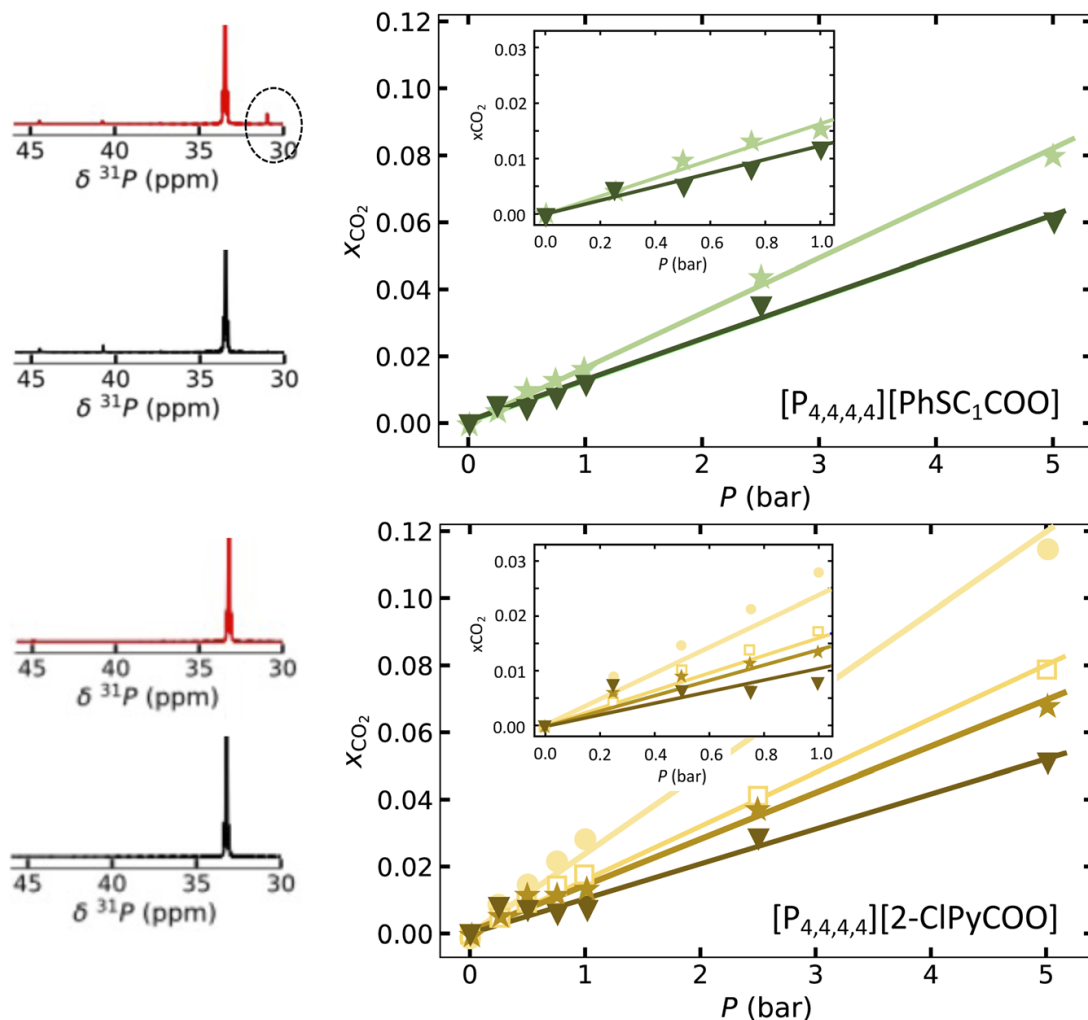 45 40 35 30
δ ³¹P (ppm)
45 40 35 30
δ ³¹P (ppm)
0.12
0.10
0.08
0.06
0.04
0.02
0.00
xCO₂
0.03
0.02
0.01
0.00
xCO₂
0.0 0.2 0.4 0.6 0.8 1.0
P (bar)
[P₄,₄,₄,₄][PhSC₁COO]
0 1 2 3 4 5
P (bar)
45 40 35 30
δ ³¹P (ppm)
45 40 35 30
δ ³¹P (ppm)
0.12
0.10
0.08
0.06
0.04
0.02
0.00
xCO₂
0.03
0.02
0.01
0.00
xCO₂
0.0 0.2 0.4 0.6 0.8 1.0
P (bar)
[P₄,₄,₄,₄][2-ClPyCOO]
0 1 2 3 4 5
P (bar)